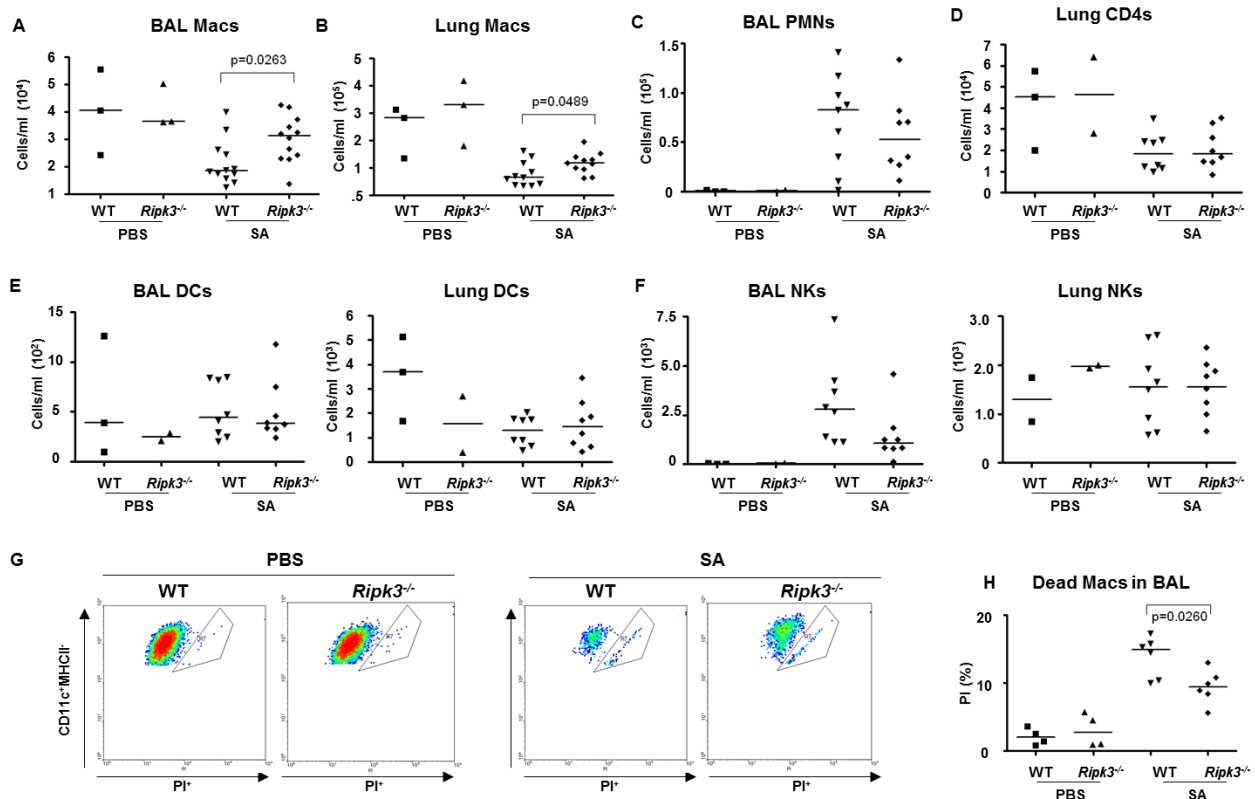 A BAL Macs
Cells/ml (10⁴)
6
5
4
3
2
1
p=0.0263
WT Ripk3-/- WT Ripk3-/-
PBS SA
B Lung Macs
Cells/ml (10⁵)
5
4
3
1
.5
p=0.0489
WT Ripk3-/- WT Ripk3-/-
PBS SA
C BAL PMNs
Cells/ml (10⁵)
1.5
1.0
0.5
0
WT Ripk3-/- WT Ripk3-/-
PBS SA
D Lung CD4s
Cells/ml (10⁴)
7
6
5
4
3
2
1
0
WT Ripk3-/- WT Ripk3-/-
PBS SA
E BAL DCs
Cells/ml (10²)
15
10
5
0
WT Ripk3-/- WT Ripk3-/-
PBS SA
Lung DCs
Cells/ml (10³)
6
5
4
3
2
1
0
WT Ripk3-/- WT Ripk3-/-
PBS SA
F BAL NKs
Cells/ml (10³)
7.5
5.0
2.5
0
WT Ripk3-/- WT Ripk3-/-
PBS SA
Lung NKs
Cells/ml (10³)
3.0
2.0
1.0
0
WT Ripk3-/- WT Ripk3-/-
PBS SA
G PBS SA
WT Ripk3-/- WT Ripk3-/-
CD11c⁺MHCII⁻
PI⁺ PI⁺ PI⁺ PI⁺
H Dead Macs in BAL
PI (%)
20
10
0
p=0.0260
WT Ripk3-/- WT Ripk3-/-
PBS SA